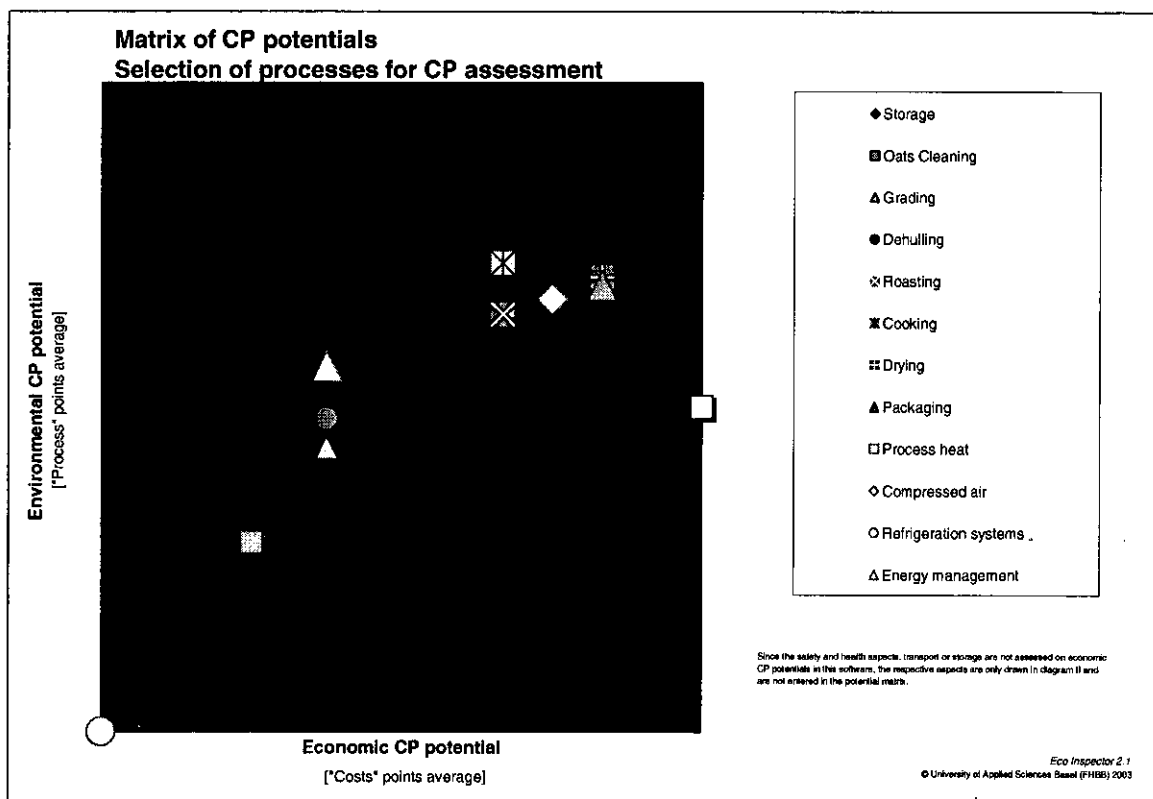 Matrix of CP potentials
Selection of processes for CP assessment
Environmental CP potential
["Process" points average]
Economic CP potential
["Costs" points average]
Storage
Oats Cleaning
Grading
Dehulling
Roasting
Cooking
Drying
Packaging
Process heat
Compressed air
Refrigeration systems
Energy management
Since the safety and health aspects, transport or storage are not assessed on economic
CP potentials in this software, the respective aspects are only drawn in diagram II and
are not entered in the potential matrix.
Eco Inspector 2.1
© University of Applied Sciences Basel (FHBB) 2003